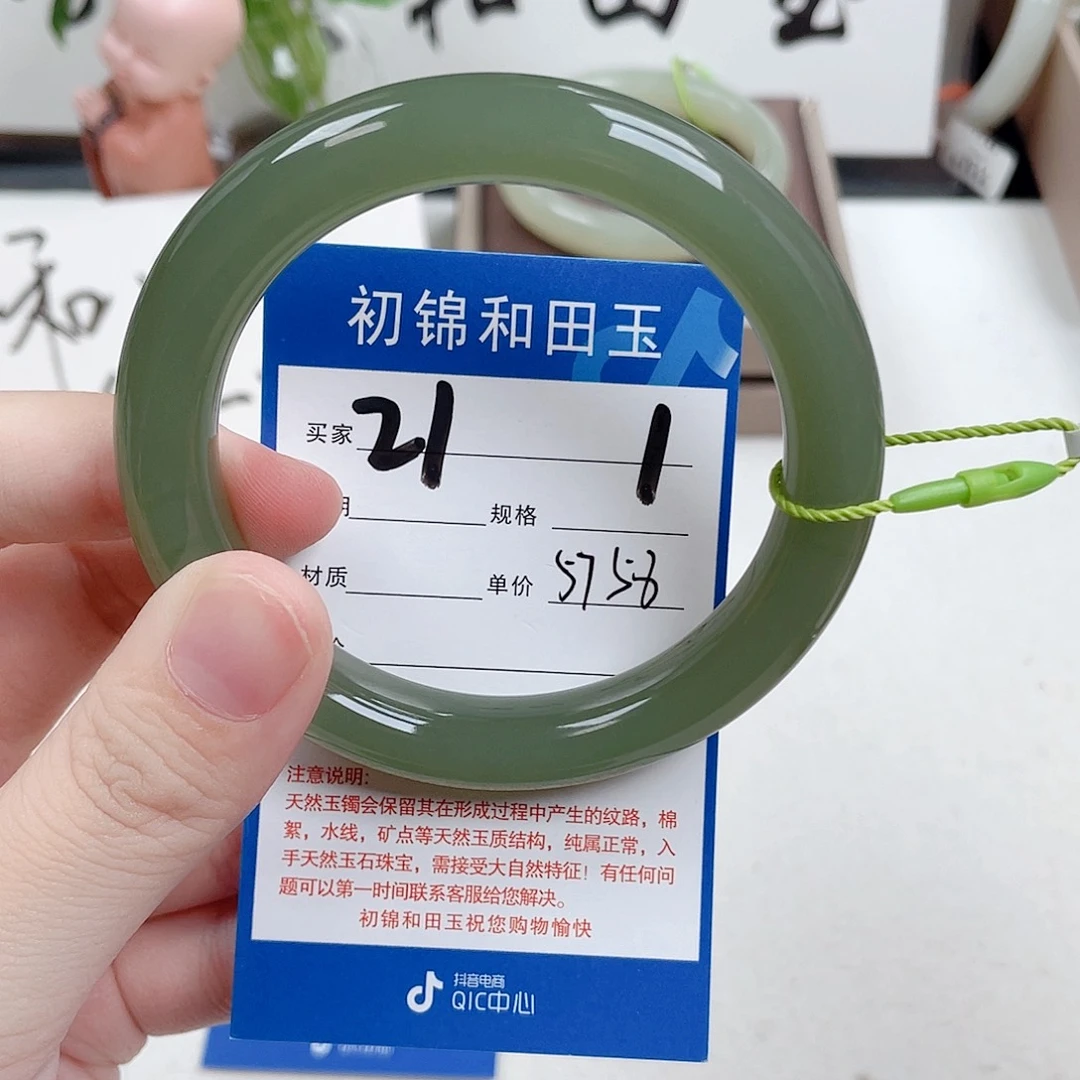 和田玉
和
初锦和田玉
买家 21 1
期 规格
材质 单价 57 58
注意说明:
天然玉镯会保留其在形成过程中产生的纹路，棉
絮，水线，矿点等天然玉质结构，纯属正常，入
手天然玉石珠宝，需接受大自然特征！有任何问
题可以第一时间联系客服给您解决。
初锦和田玉祝您购物愉快
抖音电商
QIC中心